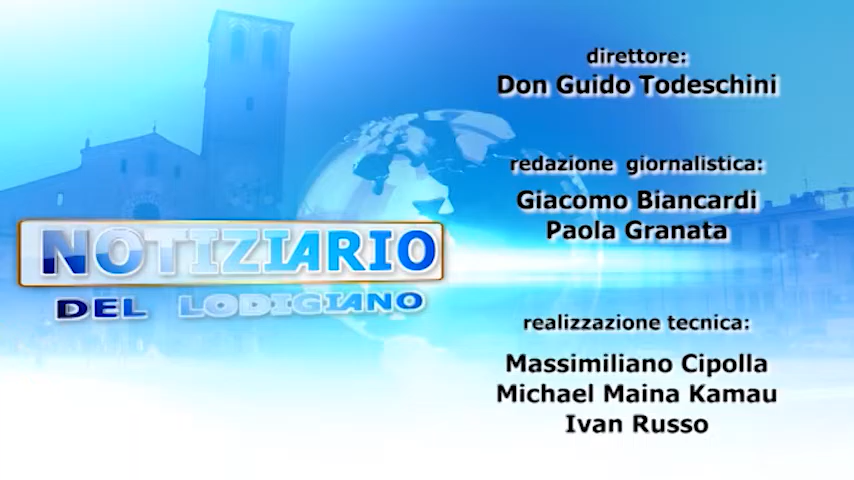 NOTIZIARIO
DEL LODIGIANO
direttore:
Don Guido Todeschini
redazione giornalistica:
Giacomo Biancardi
Paola Granata
realizzazione tecnica:
Massimiliano Cipolla
Michael Maina Kamau
Ivan Russo